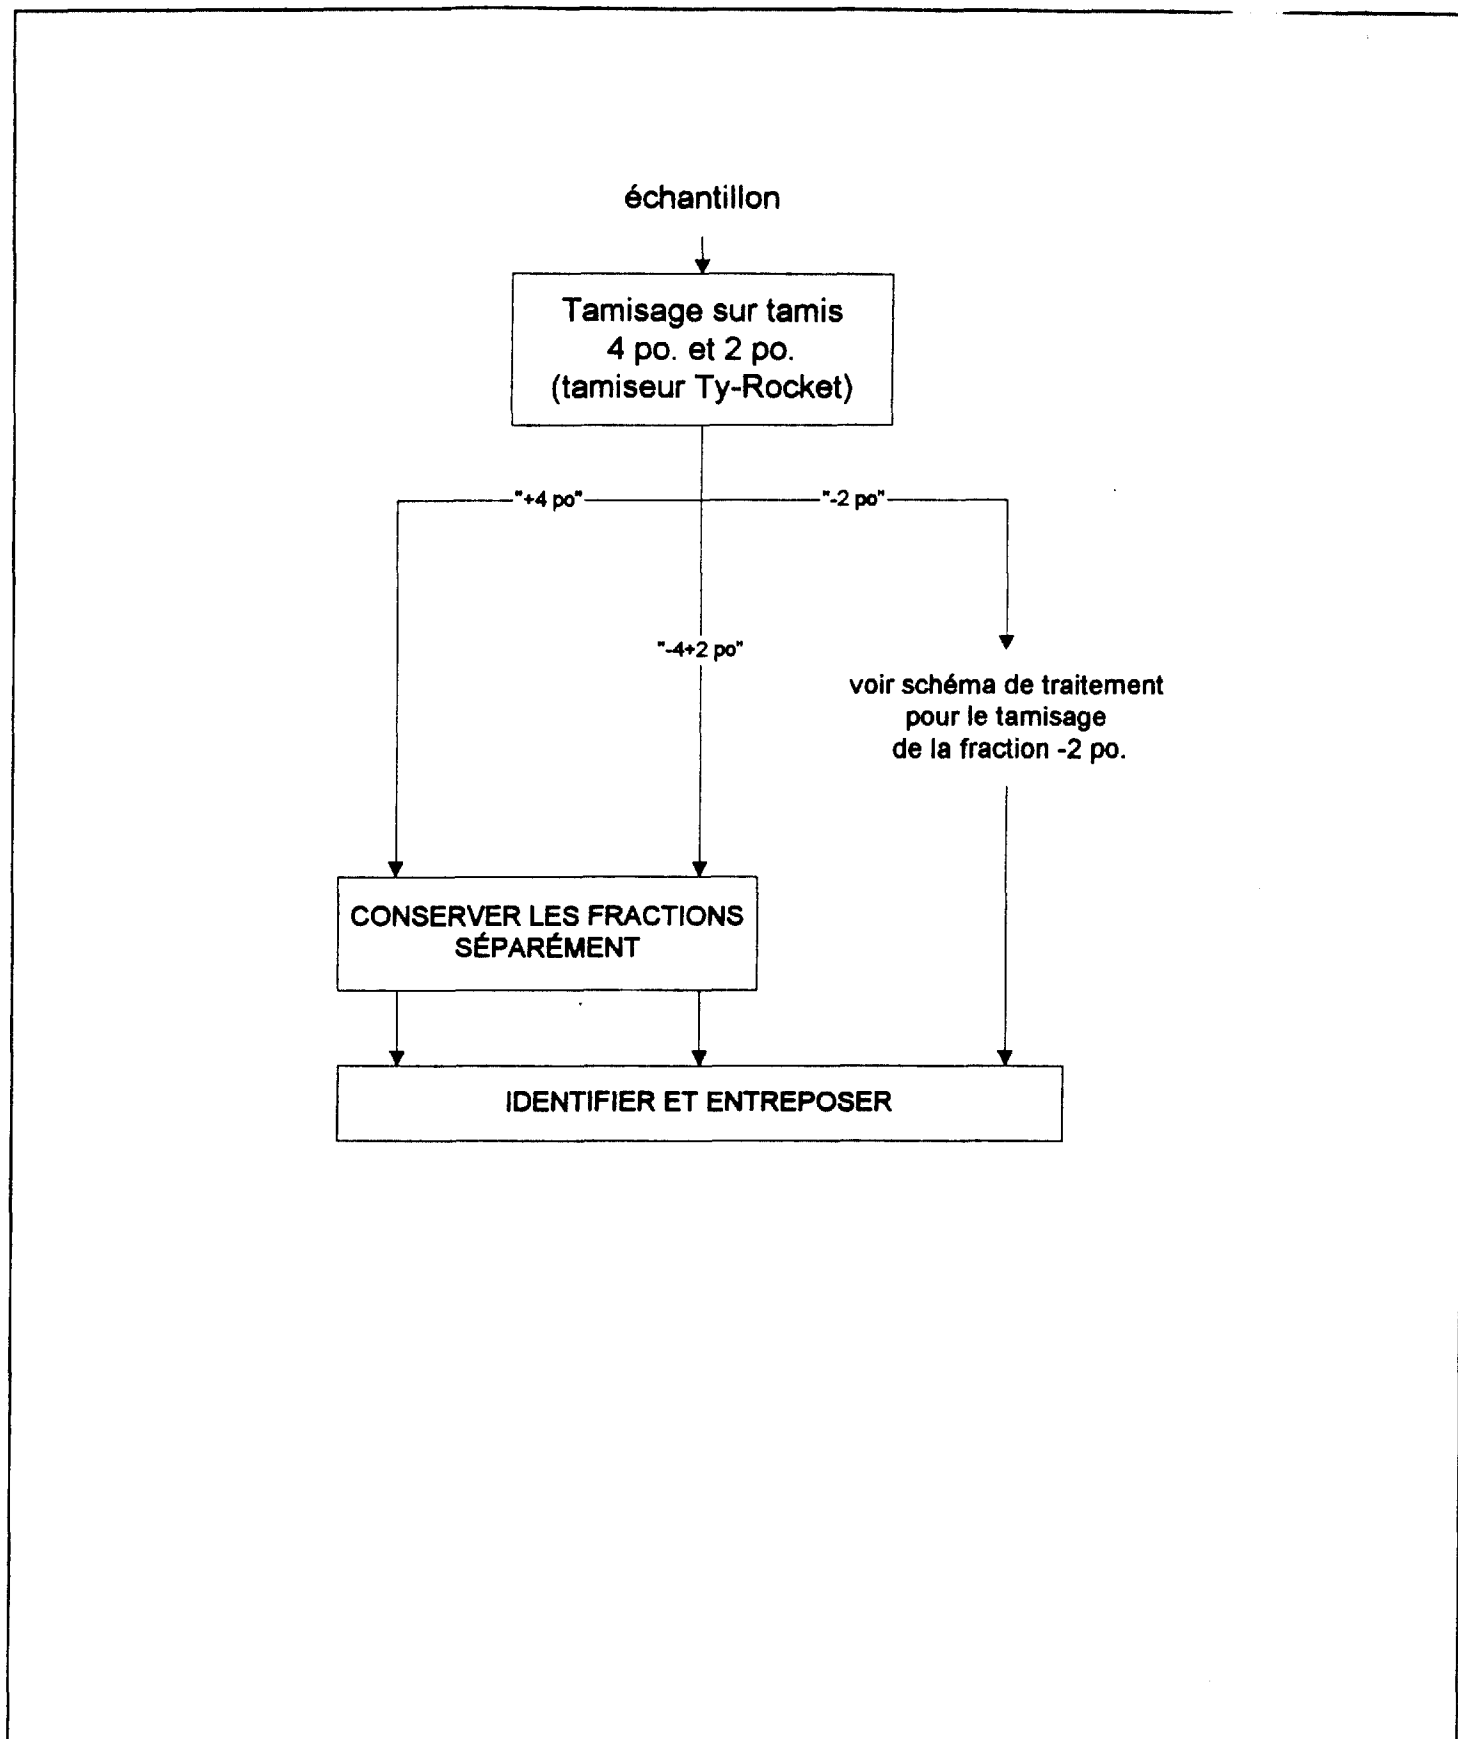 échantillon
Tamisage sur tamis
4 po. et 2 po.
(tamiseur Ty-Rocket)
"+4 po"
"-2 po"
"-4+2 po"
voir schéma de traitement
pour le tamisage
de la fraction -2 po.
CONSERVER LES FRACTIONS
SÉPARÉMENT
IDENTIFIER ET ENTREPOSER